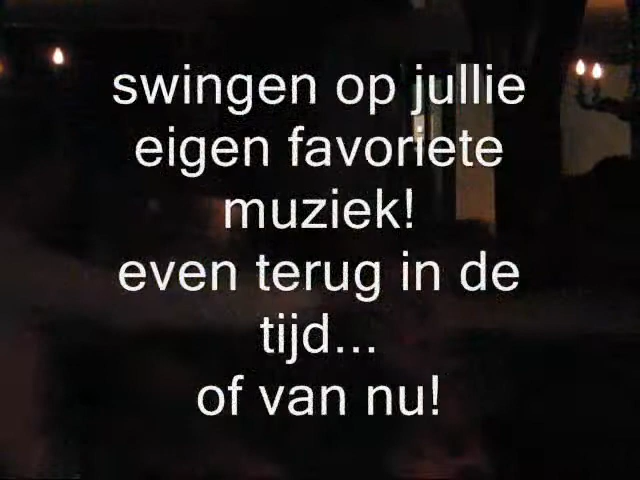 swingen op jullie
eigen favoriete
muziek!
even terug in de
tijd...
of van nu!